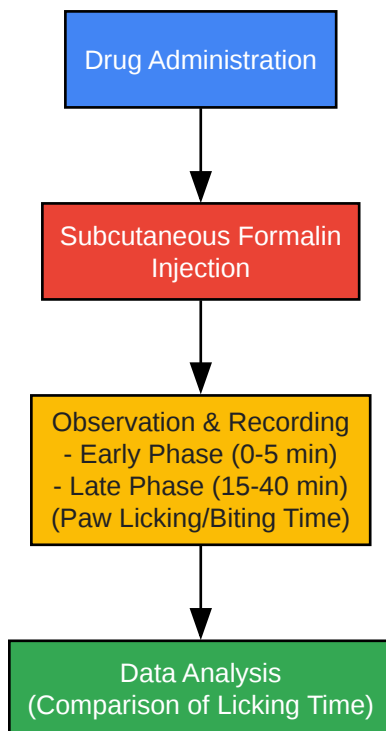 Drug Administration
Subcutaneous Formalin
Injection
Observation & Recording
- Early Phase (0-5 min)
- Late Phase (15-40 min)
(Paw Licking/Biting Time)
Data Analysis
(Comparison of Licking Time)